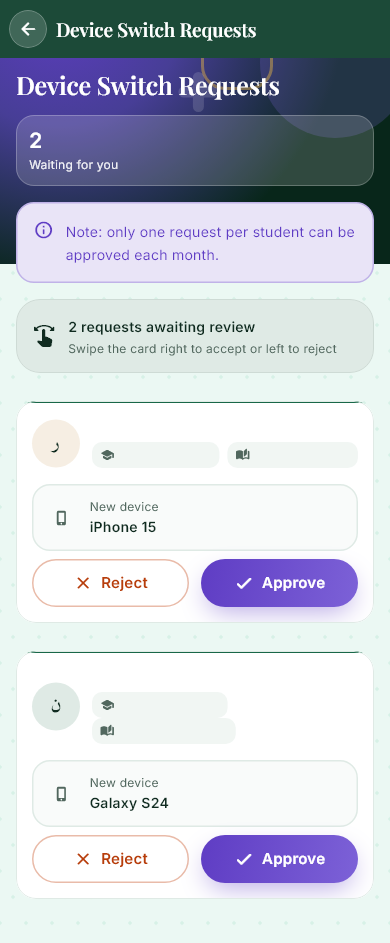 Device Switch Requests
Device Switch Requests
2
Waiting for you
Note: only one request per student can be
approved each month.
2 requests awaiting review
Swipe the card right to accept or left to reject
ر
New device
iPhone 15
Reject
Approve
ن
New device
Galaxy S24
Reject
Approve